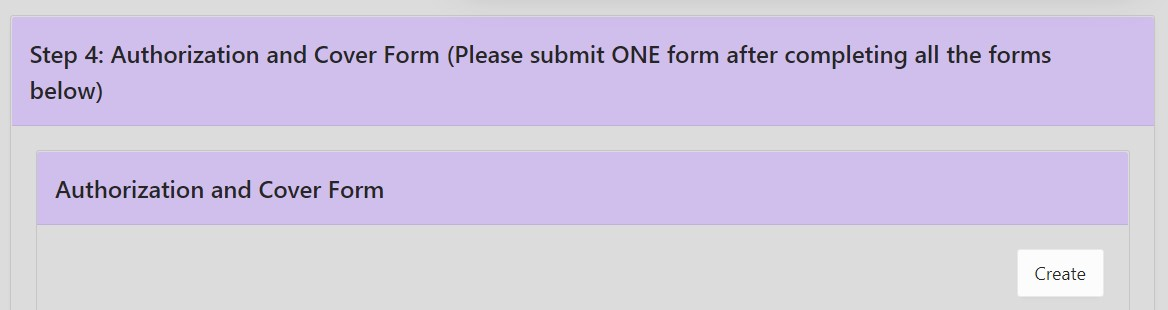 Step 4: Authorization and Cover Form (Please submit ONE form after completing all the forms
below)
Authorization and Cover Form
Create